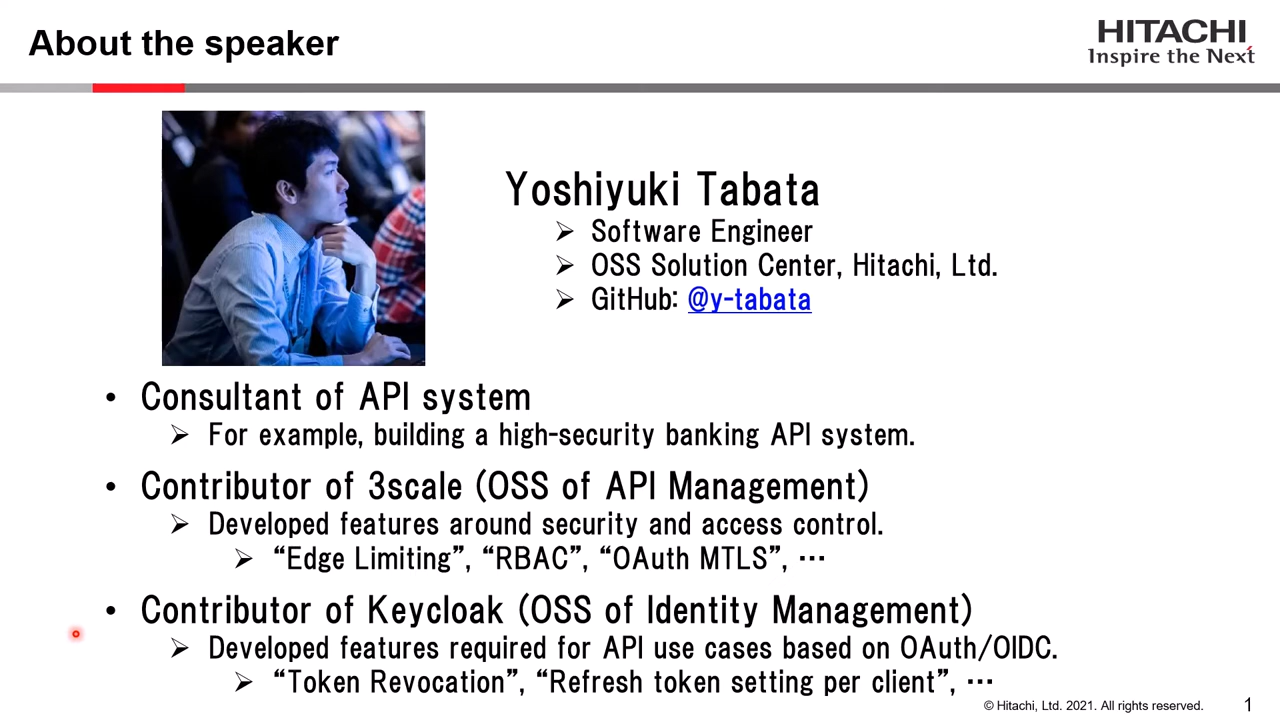 About the speaker
HITACHI
Inspire the Next
Yoshiyuki Tabata
➢ Software Engineer
➢ OSS Solution Center, Hitachi, Ltd.
➢ GitHub: @y-tabata
• Consultant of API system
➢ For example, building a high-security banking API system.
• Contributor of 3scale (OSS of API Management)
➢ Developed features around security and access control.
➢ “Edge Limiting”, “RBAC”, “OAuth MTLS”, …
• Contributor of Keycloak (OSS of Identity Management)
➢ Developed features required for API use cases based on OAuth/OIDC.
➢ “Token Revocation”, “Refresh token setting per client”, …
© Hitachi, Ltd. 2021. All rights reserved. 1